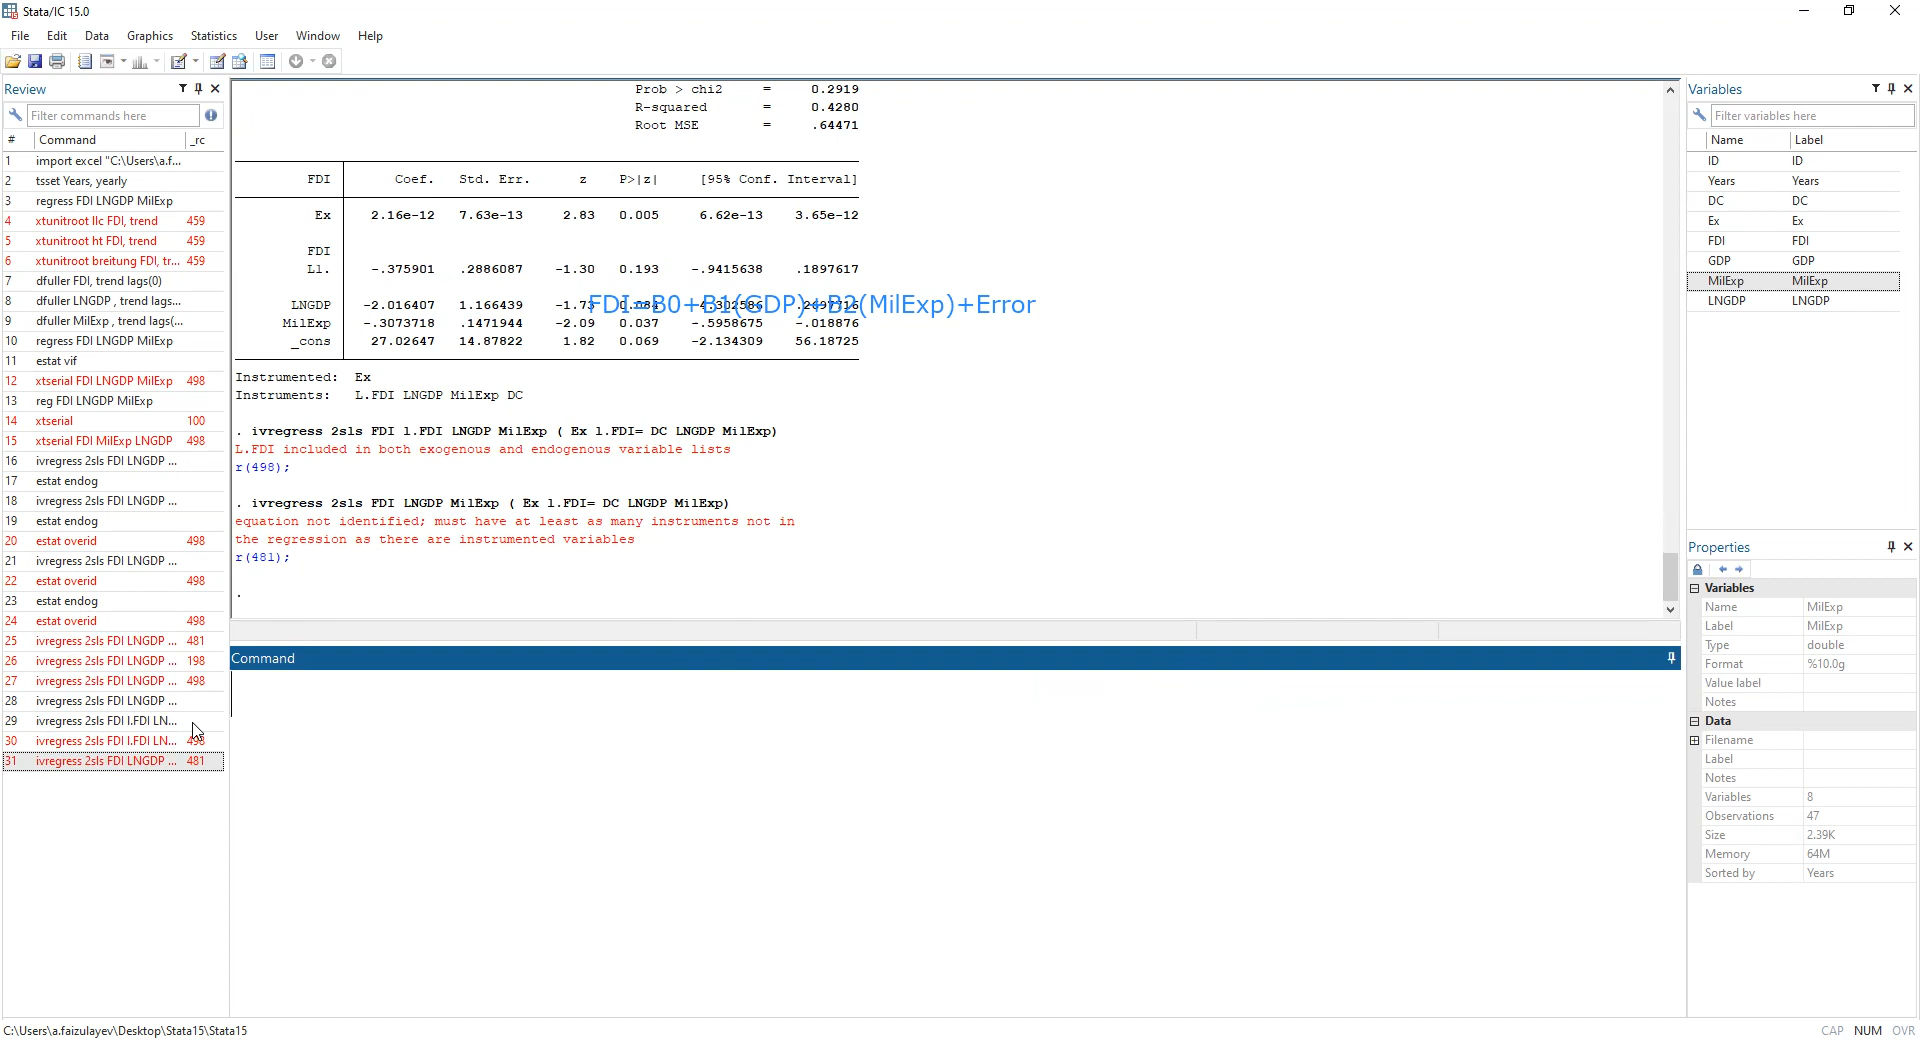 Stata/IC 15.0
File Edit Data Graphics Statistics User Window Help
Review
Filter commands here
# Command _rc
1 import excel "C:\Users\a.f...
2 tsset Years, yearly
3 regress FDI LNGDP MilExp
4 xtunitroot llc FDI, trend 459
5 xtunitroot ht FDI, trend 459
6 xtunitroot breitung FDI, tr... 459
7 dfuller FDI, trend lags(0)
8 dfuller LNGDP , trend lags...
9 dfuller MilExp , trend lags(...
10 regress FDI LNGDP MilExp
11 estat vif
12 xtserial FDI LNGDP MilExp 498
13 reg FDI LNGDP MilExp
14 xtserial 100
15 xtserial FDI MilExp LNGDP 498
16 ivregress 2sls FDI LNGDP ...
17 estat endog
18 ivregress 2sls FDI LNGDP ...
19 estat endog
20 estat overid 498
21 ivregress 2sls FDI LNGDP ...
22 estat overid 498
23 estat endog
24 estat overid 498
25 ivregress 2sls FDI LNGDP ... 481
26 ivregress 2sls FDI LNGDP ... 198
27 ivregress 2sls FDI LNGDP ... 498
28 ivregress 2sls FDI LNGDP ...
29 ivregress 2sls FDI l.FDI LN...
30 ivregress 2sls FDI l.FDI LN... 498
31 ivregress 2sls FDI LNGDP ... 481
Prob > chi2 = 0.2919
R-squared = 0.4280
Root MSE = .64471
FDI Coef. Std. Err. z P>|z| [95% Conf. Interval]
Ex 2.16e-12 7.63e-13 2.83 0.005 6.62e-13 3.65e-12
FDI
L1. -.375901 .2886087 -1.30 0.193 -.9415638 .1897617
LNGDP -2.016407 1.166439 -1.73 0.084 -4.302586 .2697716
FDI=B0+B1(GDP)+B2(MilExp)+Error
MilExp -.3073718 .1471944 -2.09 0.037 -.5958675 -.018876
_cons 27.02647 14.87822 1.82 0.069 -2.134309 56.18725
Instrumented: Ex
Instruments: L.FDI LNGDP MilExp DC
. ivregress 2sls FDI l.FDI LNGDP MilExp ( Ex l.FDI= DC LNGDP MilExp)
L.FDI included in both exogenous and endogenous variable lists
r(498);
. ivregress 2sls FDI LNGDP MilExp ( Ex l.FDI= DC LNGDP MilExp)
equation not identified; must have at least as many instruments not in
the regression as there are instrumented variables
r(481);
.
Command
Variables
Filter variables here
Name Label
ID ID
Years Years
DC DC
Ex Ex
FDI FDI
GDP GDP
MilExp MilExp
LNGDP LNGDP
Properties
Variables
Name MilExp
Label MilExp
Type double
Format %10.0g
Value label
Notes
Data
Filename
Label
Notes
Variables 8
Observations 47
Size 2.39K
Memory 64M
Sorted by Years
C:\Users\a.faizulayev\Desktop\Stata15\Stata15
CAP NUM OVR